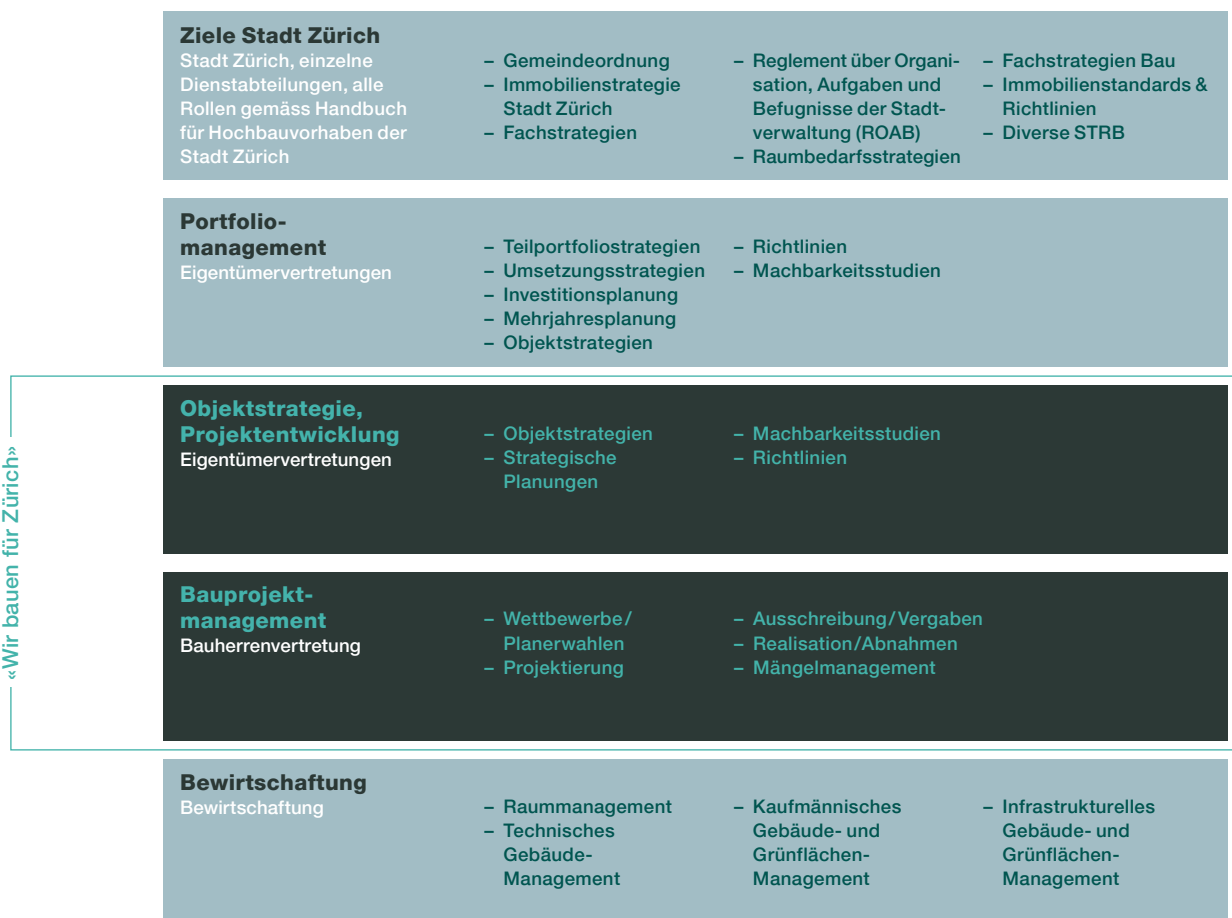 Ziele Stadt Zürich
Stadt Zürich, einzelne
Dienstabteilungen, alle
Rollen gemäss Handbuch
für Hochbauvorhaben der
Stadt Zürich
– Gemeindeordnung
– Immobilienstrategie
Stadt Zürich
– Fachstrategien
– Reglement über Organi-
sation, Aufgaben und
Befugnisse der Stadt-
verwaltung (ROAB)
– Raumbedarfsstrategien
– Fachstrategien Bau
– Immobilienstandards &
Richtlinien
– Diverse STRB
Portfolio-
management
Eigentümervertretungen
– Teilportfoliostrategien
– Umsetzungsstrategien
– Investitionsplanung
– Mehrjahresplanung
– Objektstrategien
– Richtlinien
– Machbarkeitsstudien
«Wir bauen für Zürich»
Objektstrategie,
Projektentwicklung
Eigentümervertretungen
– Objektstrategien
– Strategische
Planungen
– Machbarkeitsstudien
– Richtlinien
Bauprojekt-
management
Bauherrenvertretung
– Wettbewerbe/
Planerwahlen
– Projektierung
– Ausschreibung/Vergaben
– Realisation/Abnahmen
– Mängelmanagement
Bewirtschaftung
Bewirtschaftung
– Raummanagement
– Technisches
Gebäude-
Management
– Kaufmännisches
Gebäude- und
Grünflächen-
Management
– Infrastrukturelles
Gebäude- und
Grünflächen-
Management